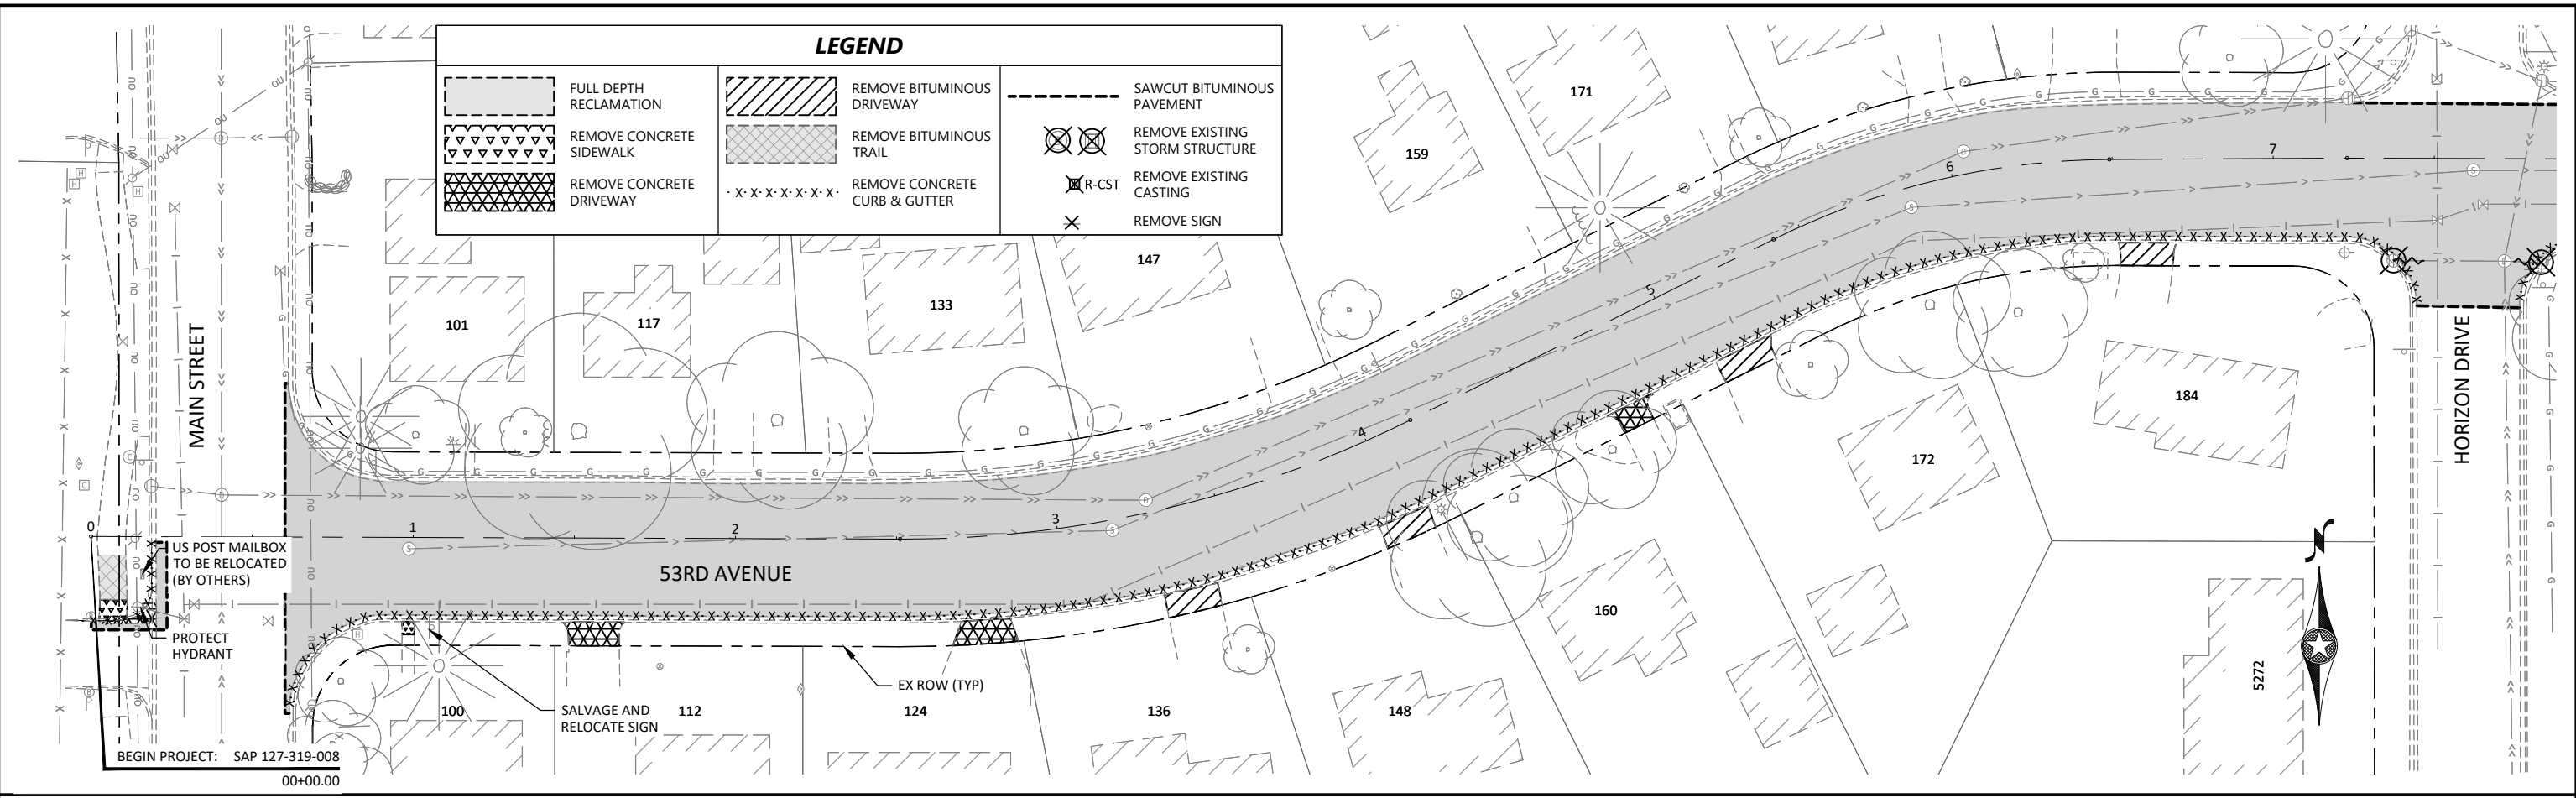 LEGEND
FULL DEPTH
RECLAMATION
REMOVE CONCRETE
SIDEWALK
REMOVE CONCRETE
DRIVEWAY
REMOVE BITUMINOUS
DRIVEWAY
REMOVE BITUMINOUS
TRAIL
· X · X · X · X · X · X · X ·
REMOVE CONCRETE
CURB & GUTTER
SAWCUT BITUMINOUS
PAVEMENT
REMOVE EXISTING
STORM STRUCTURE
R-CST
REMOVE EXISTING
CASTING
REMOVE SIGN
171
159
147
133
117
101
MAIN STREET
0
1
2
3
4
5
6
7
US POST MAILBOX
TO BE RELOCATED
(BY OTHERS)
53RD AVENUE
PROTECT
HYDRANT
EX ROW (TYP)
SALVAGE AND
RELOCATE SIGN
100
112
124
136
148
160
172
184
5272
HORIZON DRIVE
N
BEGIN PROJECT: SAP 127-319-008
00+00.00